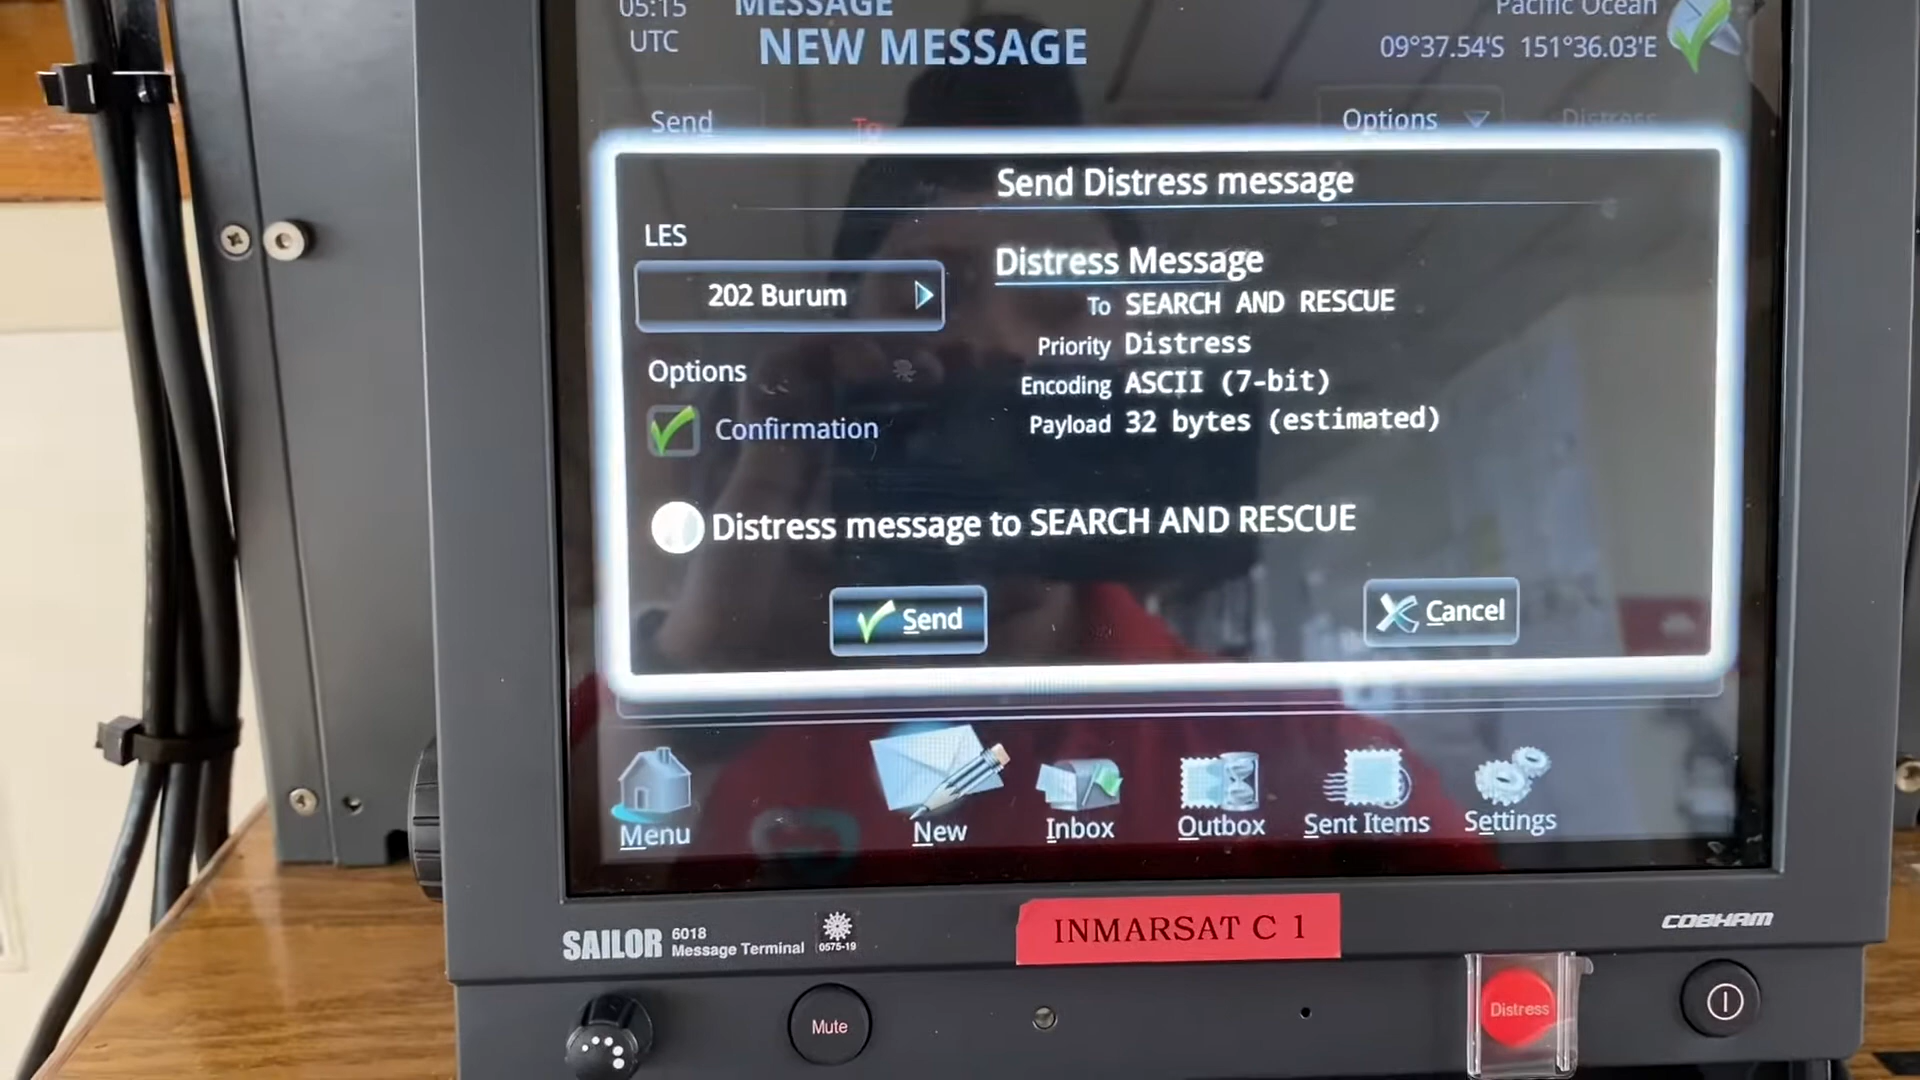 05:15
UTC
MESSAGE
NEW MESSAGE
Pacific Ocean
09°37.54'S 151°36.03'E
Send
To
Options
Distress
Send Distress message
LES
202 Burum
Options
Confirmation
Distress Message
To SEARCH AND RESCUE
Priority Distress
Encoding ASCII (7-bit)
Payload 32 bytes (estimated)
Distress message to SEARCH AND RESCUE
Send
Cancel
Menu
New
Inbox
Outbox
Sent Items
Settings
SAILOR
6018
Message Terminal
0575-19
INMARSAT C 1
COBHAM
Mute
Distress